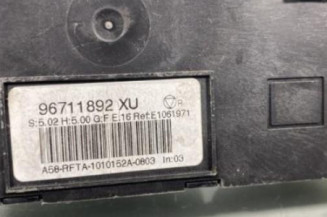 96711892 XU
S:5.02 H:5.00 G:F E:16 Ref:E1061971
A58-RFTA-1010152A-0803 In:03